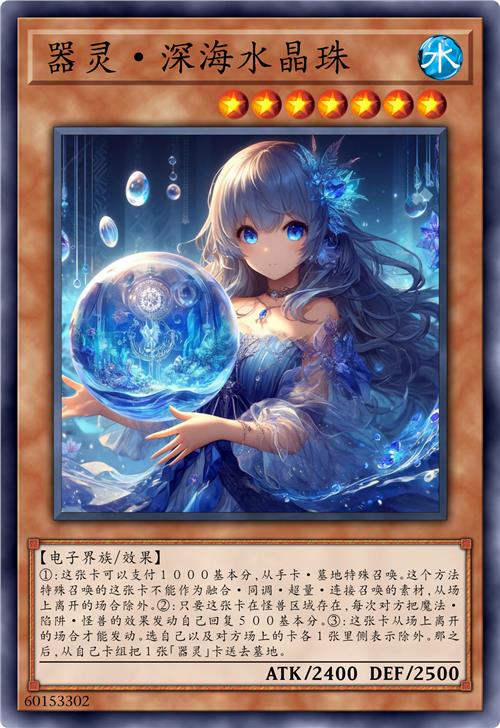 器灵·深海水晶珠
水
【电子界族/效果】
①:这张卡可以支付1000基本分,从手卡·墓地特殊召唤。这个方法
特殊召唤的这张卡不能作为融合·同调·超量·连接召唤的素材,从场
上离开的场合除外。②:只要这张卡在怪兽区域存在,每次对方把魔法·
陷阱·怪兽的效果发动自己回复500基本分。③:这张卡从场上离开
的场合才能发动。选自己以及对方场上的卡各1张里侧表示除外。那之
后,从自己卡组把1张「器灵」卡送去墓地。
ATK/2400 DEF/2500
60153302